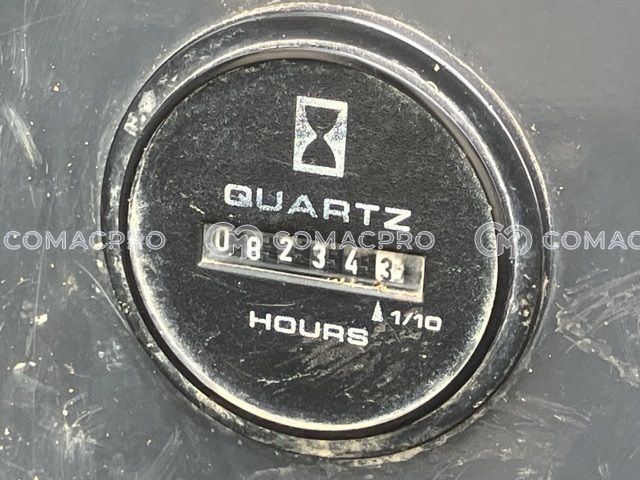 QUARTZ
082343
HOURS
1/10
COMACPRO COMACPRO COMACPRO